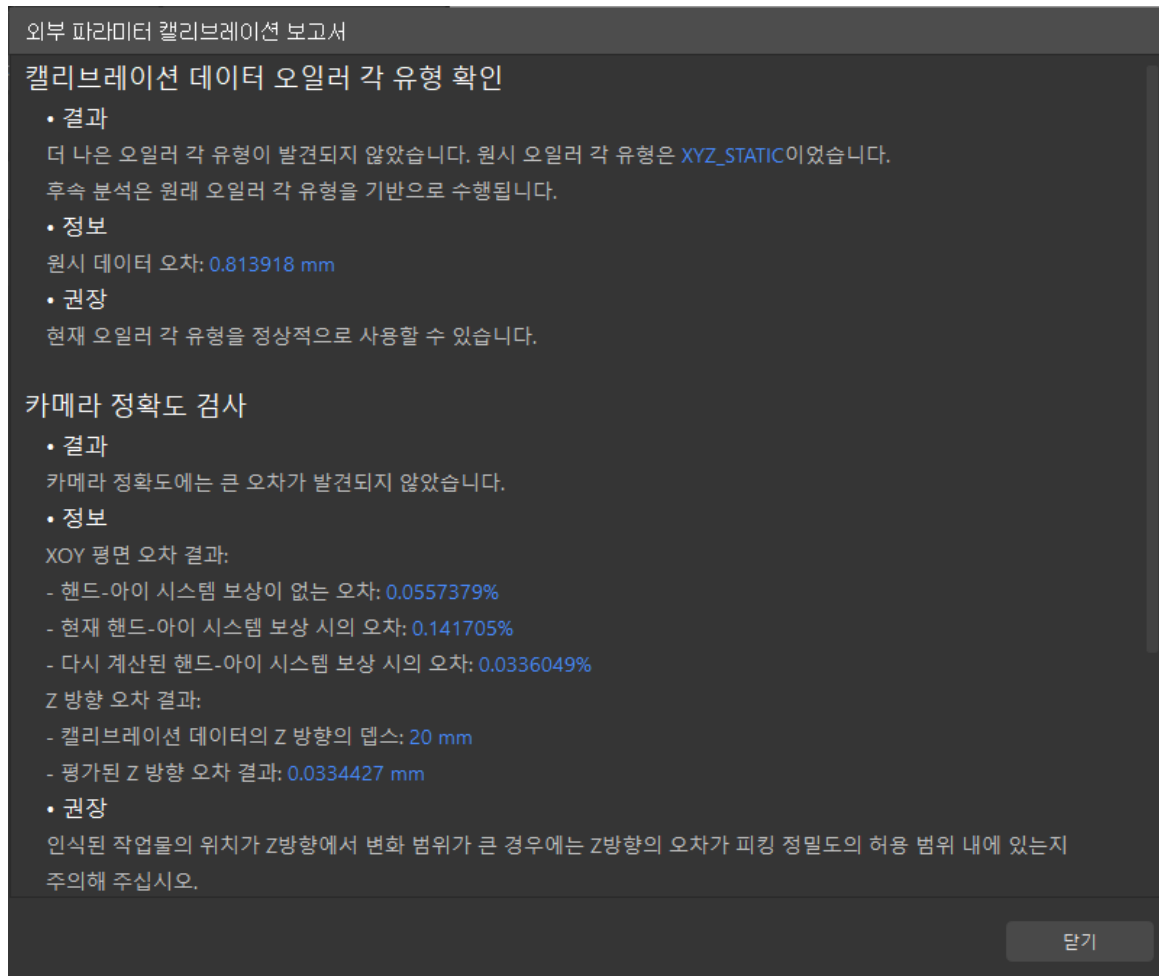 외부 파라미터 캘리브레이션 보고서
캘리브레이션 데이터 오일러 각 유형 확인
• 결과
더 나은 오일러 각 유형이 발견되지 않았습니다. 원시 오일러 각 유형은 XYZ_STATIC이었습니다.
후속 분석은 원래 오일러 각 유형을 기반으로 수행됩니다.
• 정보
원시 데이터 오차: 0.813918 mm
• 권장
현재 오일러 각 유형을 정상적으로 사용할 수 있습니다.
카메라 정확도 검사
• 결과
카메라 정확도에는 큰 오차가 발견되지 않았습니다.
• 정보
XOY 평면 오차 결과:
- 핸드-아이 시스템 보상이 없는 오차: 0.0557379%
- 현재 핸드-아이 시스템 보상 시의 오차: 0.141705%
- 다시 계산된 핸드-아이 시스템 보상 시의 오차: 0.0336049%
Z 방향 오차 결과:
- 캘리브레이션 데이터의 Z 방향의 뎁스: 20 mm
- 평가된 Z 방향 오차 결과: 0.0334427 mm
• 권장
인식된 작업물의 위치가 Z방향에서 변화 범위가 큰 경우에는 Z방향의 오차가 피킹 정밀도의 허용 범위 내에 있는지
주의해 주십시오.
닫기